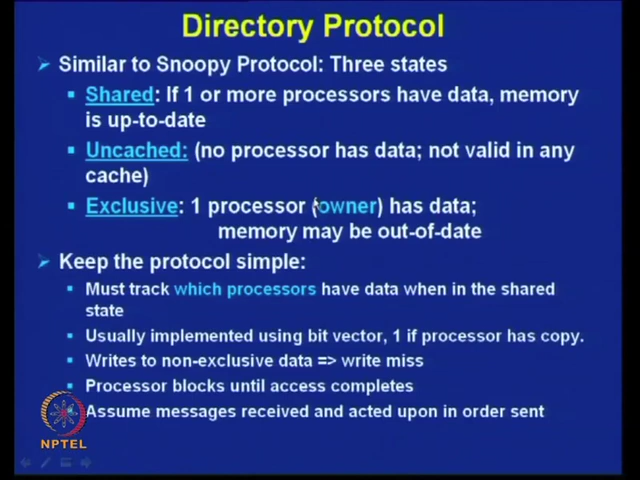 Directory Protocol
Similar to Snoopy Protocol: Three states
Shared: If 1 or more processors have data, memory
is up-to-date
Uncached: (no processor has data; not valid in any
cache)
Exclusive: 1 processor (owner) has data;
memory may be out-of-date
Keep the protocol simple:
Must track which processors have data when in the shared
state
Usually implemented using bit vector, 1 if processor has copy.
Writes to non-exclusive data => write miss
Processor blocks until access completes
Assume messages received and acted upon in order sent
NPTEL